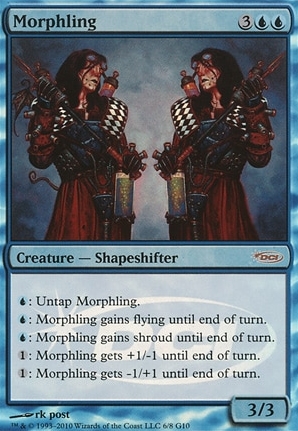 Morphling 3
DCI
Creature — Shapeshifter
: Untap Morphling.
: Morphling gains flying until end of turn.
: Morphling gains shroud until end of turn.
1: Morphling gets +1/-1 until end of turn.
1: Morphling gets -1/+1 until end of turn.
DCI
rk post
™ & © 1993–2010 Wizards of the Coast LLC 6/8 G10
3/3